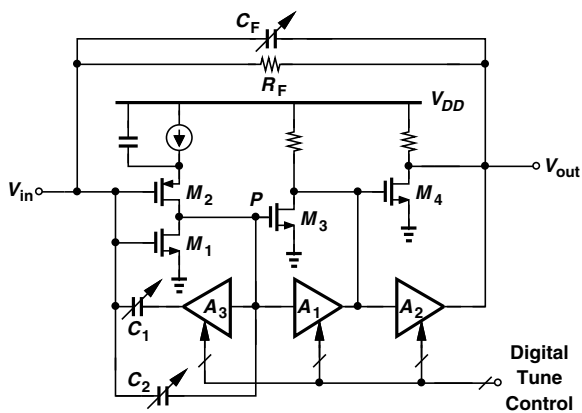 C_F
R_F
V_DD
V_in
M_2
P
M_3
M_4
V_out
M_1
C_1
A_3
A_1
A_2
C_2
Digital
Tune
Control